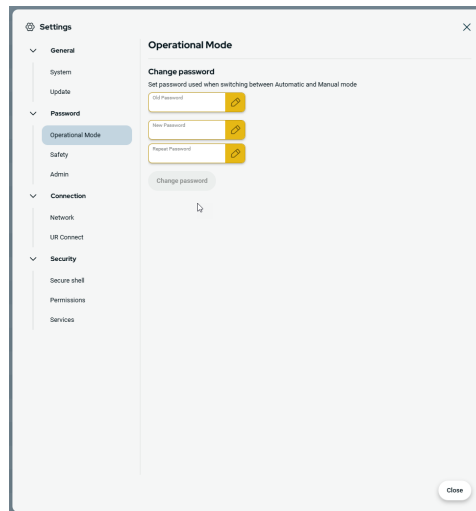 Settings
General
System
Update
Password
Operational Mode
Safety
Admin
Connection
Network
UR Connect
Security
Secure shell
Permissions
Services
Operational Mode
Change password
Set password used when switching between Automatic and Manual mode
Old Password
New Password
Repeat Password
Change password
Close